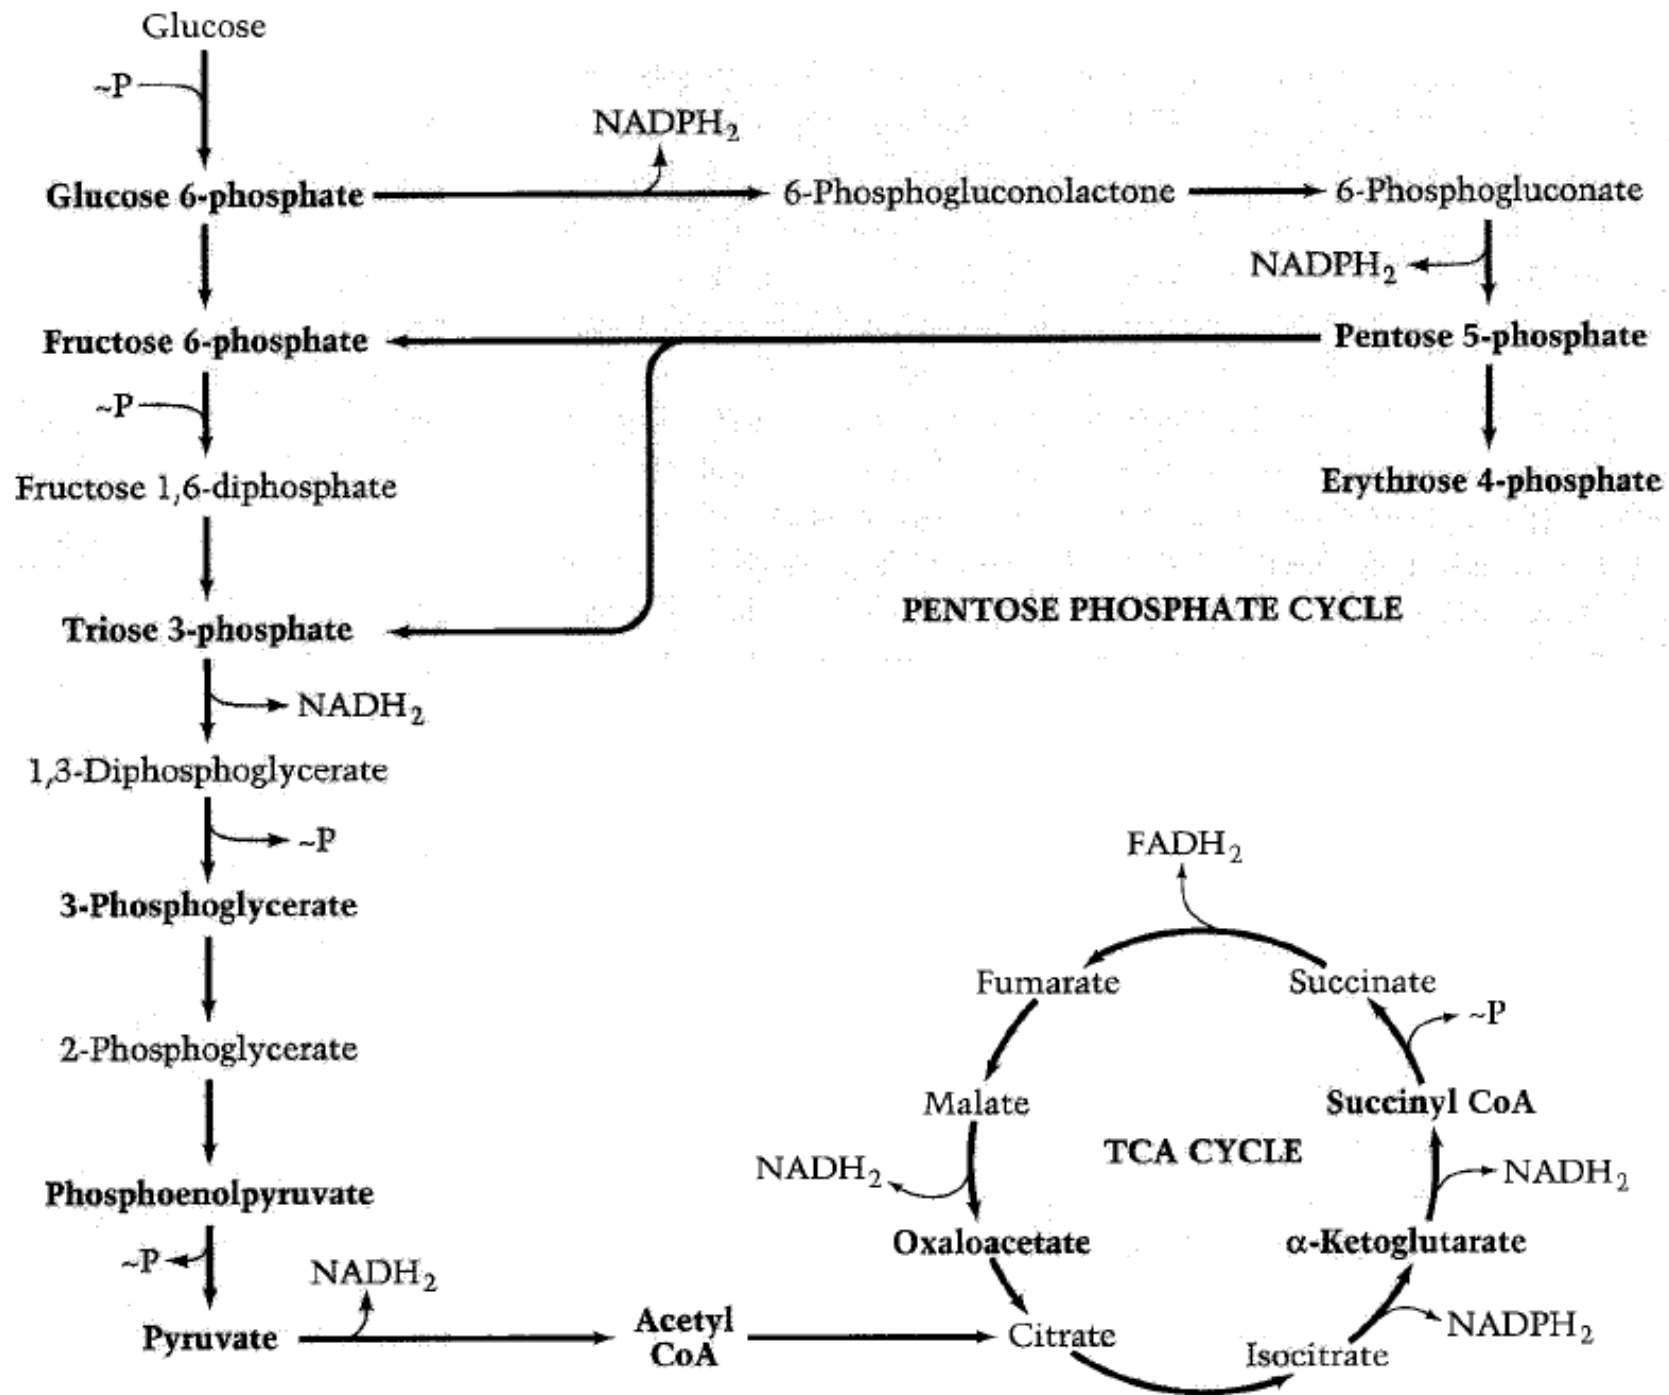 Glucose
~P
NADPH₂
Glucose 6-phosphate
6-Phosphogluconolactone
6-Phosphogluconate
NADPH₂
Fructose 6-phosphate
Pentose 5-phosphate
~P
Fructose 1,6-diphosphate
Erythrose 4-phosphate
PENTOSE PHOSPHATE CYCLE
Triose 3-phosphate
NADH₂
1,3-Diphosphoglycerate
~P
3-Phosphoglycerate
2-Phosphoglycerate
Phosphoenolpyruvate
~P
NADH₂
Pyruvate
Acetyl
CoA
FADH₂
Fumarate
Succinate
~P
Malate
Succinyl CoA
TCA CYCLE
NADH₂
NADH₂
Oxaloacetate
α-Ketoglutarate
Citrate
Isocitrate
NADPH₂